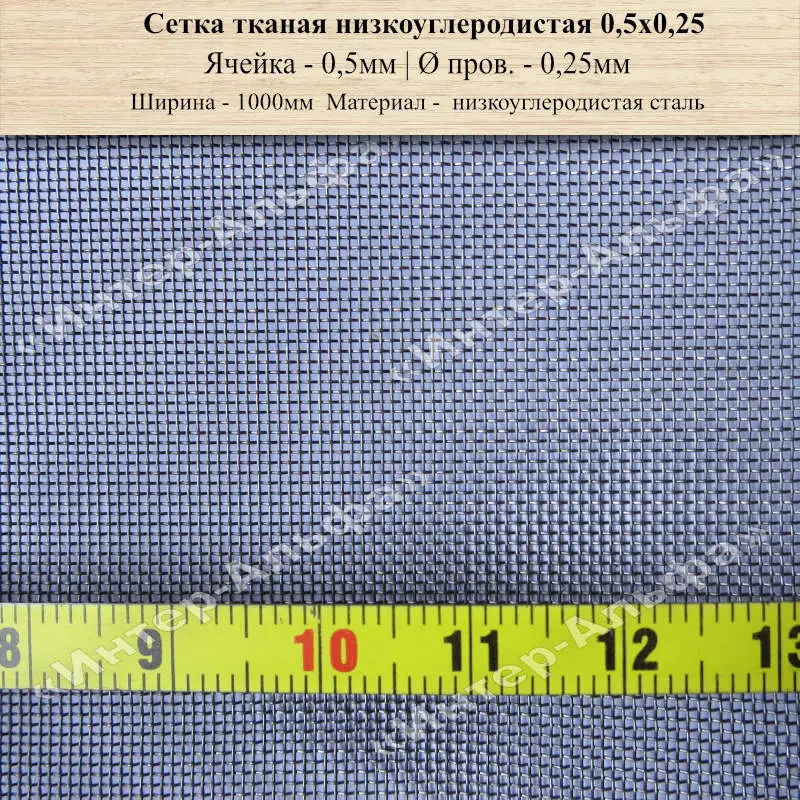 Сетка тканая низкоуглеродистая 0,5х0,25
Ячейка - 0,5мм | Ø пров. - 0,25мм
Ширина - 1000мм Материал - низкоуглеродистая сталь
«Интер-Альфа»
«Интер-Альфа»
«Интер-Альфа»
«Интер-Альфа»
8 9 10 11 12 13